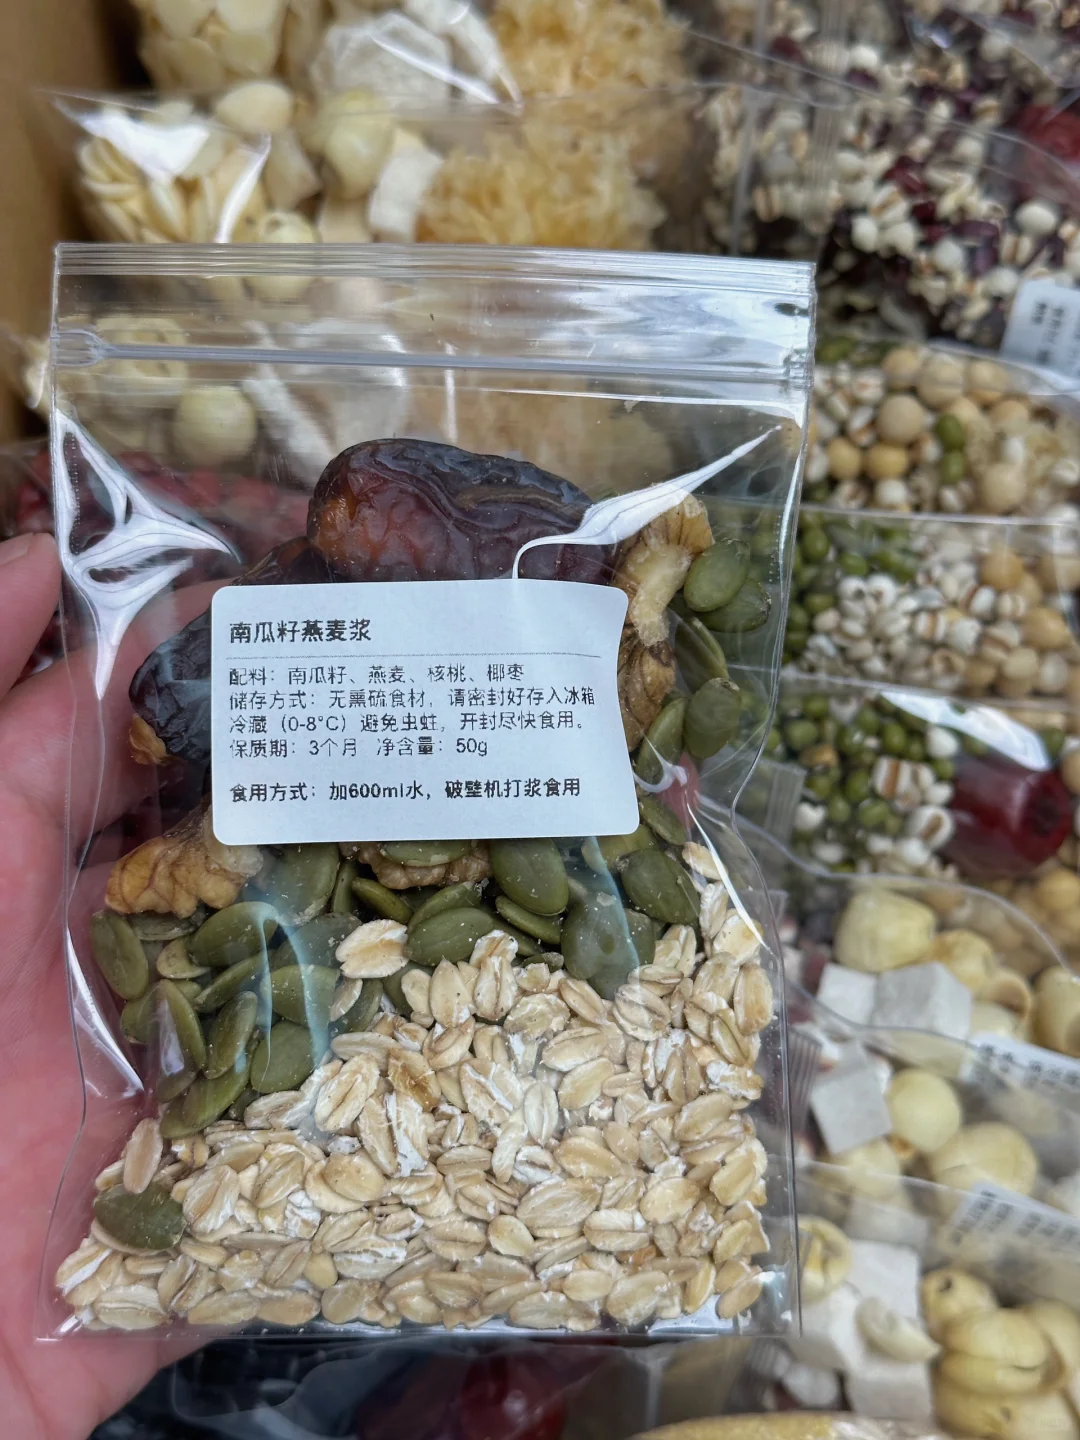 南瓜籽燕麦浆
配料：南瓜籽、燕麦、核桃、椰枣
储存方式：无熏硫食材，请密封好存入冰箱
冷藏（0-8°C）避免虫蛀，开封尽快食用。
保质期：3个月 净含量：50g
食用方式：加600ml水，破壁机打浆食用